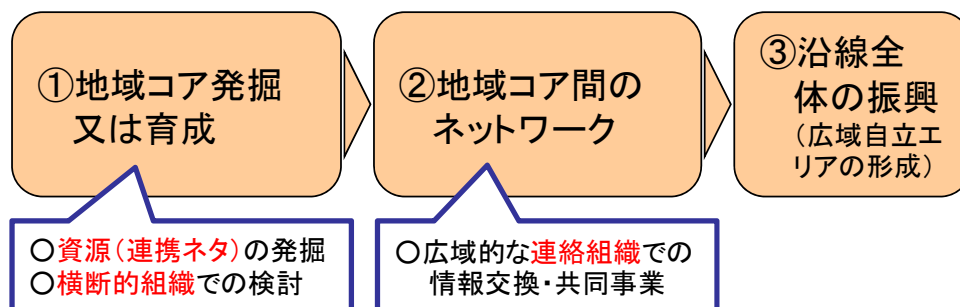 ①地域コア発掘
又は育成
②地域コア間の
ネットワーク
③沿線全
体の振興
(広域自立エ
リアの形成)
○資源(連携ネタ)の発掘
○横断的組織での検討
○広域的な連絡組織での
情報交換・共同事業